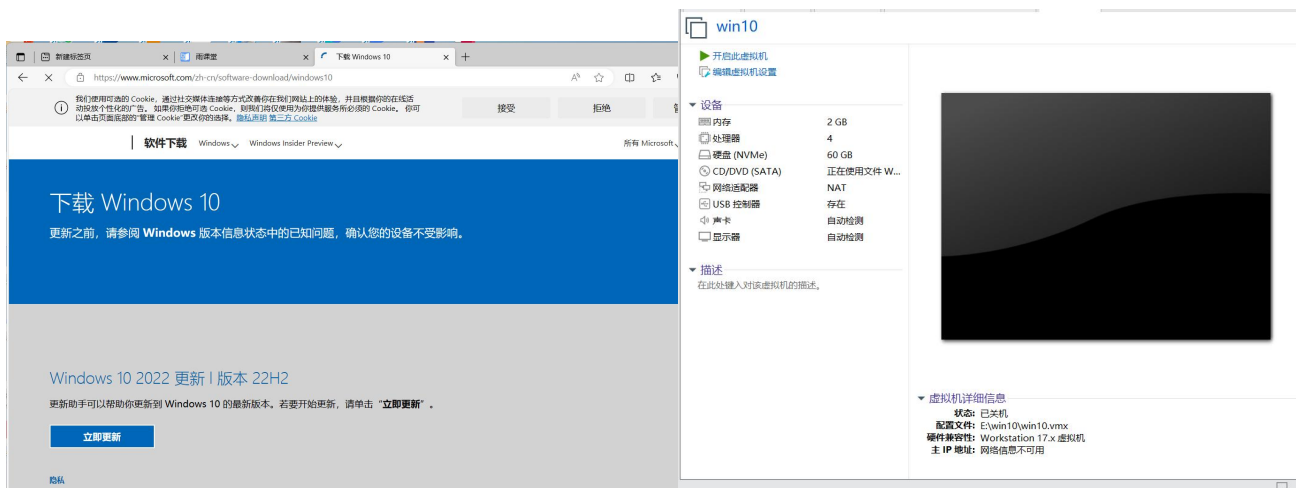 新建标签页
雨课堂
下载 Windows 10
https://www.microsoft.com/zh-cn/software-download/windows10
我们使用可选的 Cookie，通过社交媒体连接等方式改善你在我们网站上的体验，并且根据你的在线活
动投放个性化的广告。 如果你拒绝可选 Cookie，则我们将仅使用为你提供服务所必须的 Cookie。 你可
以单击页面底部的“管理 Cookie”更改你的选择。隐私声明 第三方 Cookie
接受
拒绝
软件下载
Windows
Windows Insider Preview
所有 Microsoft
下载 Windows 10
更新之前，请参阅 Windows 版本信息状态中的已知问题，确认您的设备不受影响。
Windows 10 2022 更新 | 版本 22H2
更新助手可以帮助你更新到 Windows 10 的最新版本。若要开始更新，请单击“立即更新”。
立即更新
隐私
win10
开启此虚拟机
编辑虚拟机设置
设备
内存 2 GB
处理器 4
硬盘 (NVMe) 60 GB
CD/DVD (SATA) 正在使用文件 W...
网络适配器 NAT
USB 控制器 存在
声卡 自动检测
显示器 自动检测
描述
在此处键入对该虚拟机的描述。
虚拟机详细信息
状态: 已关机
配置文件: E:\win10\win10.vmx
硬件兼容性: Workstation 17.x 虚拟机
主 IP 地址: 网络信息不可用